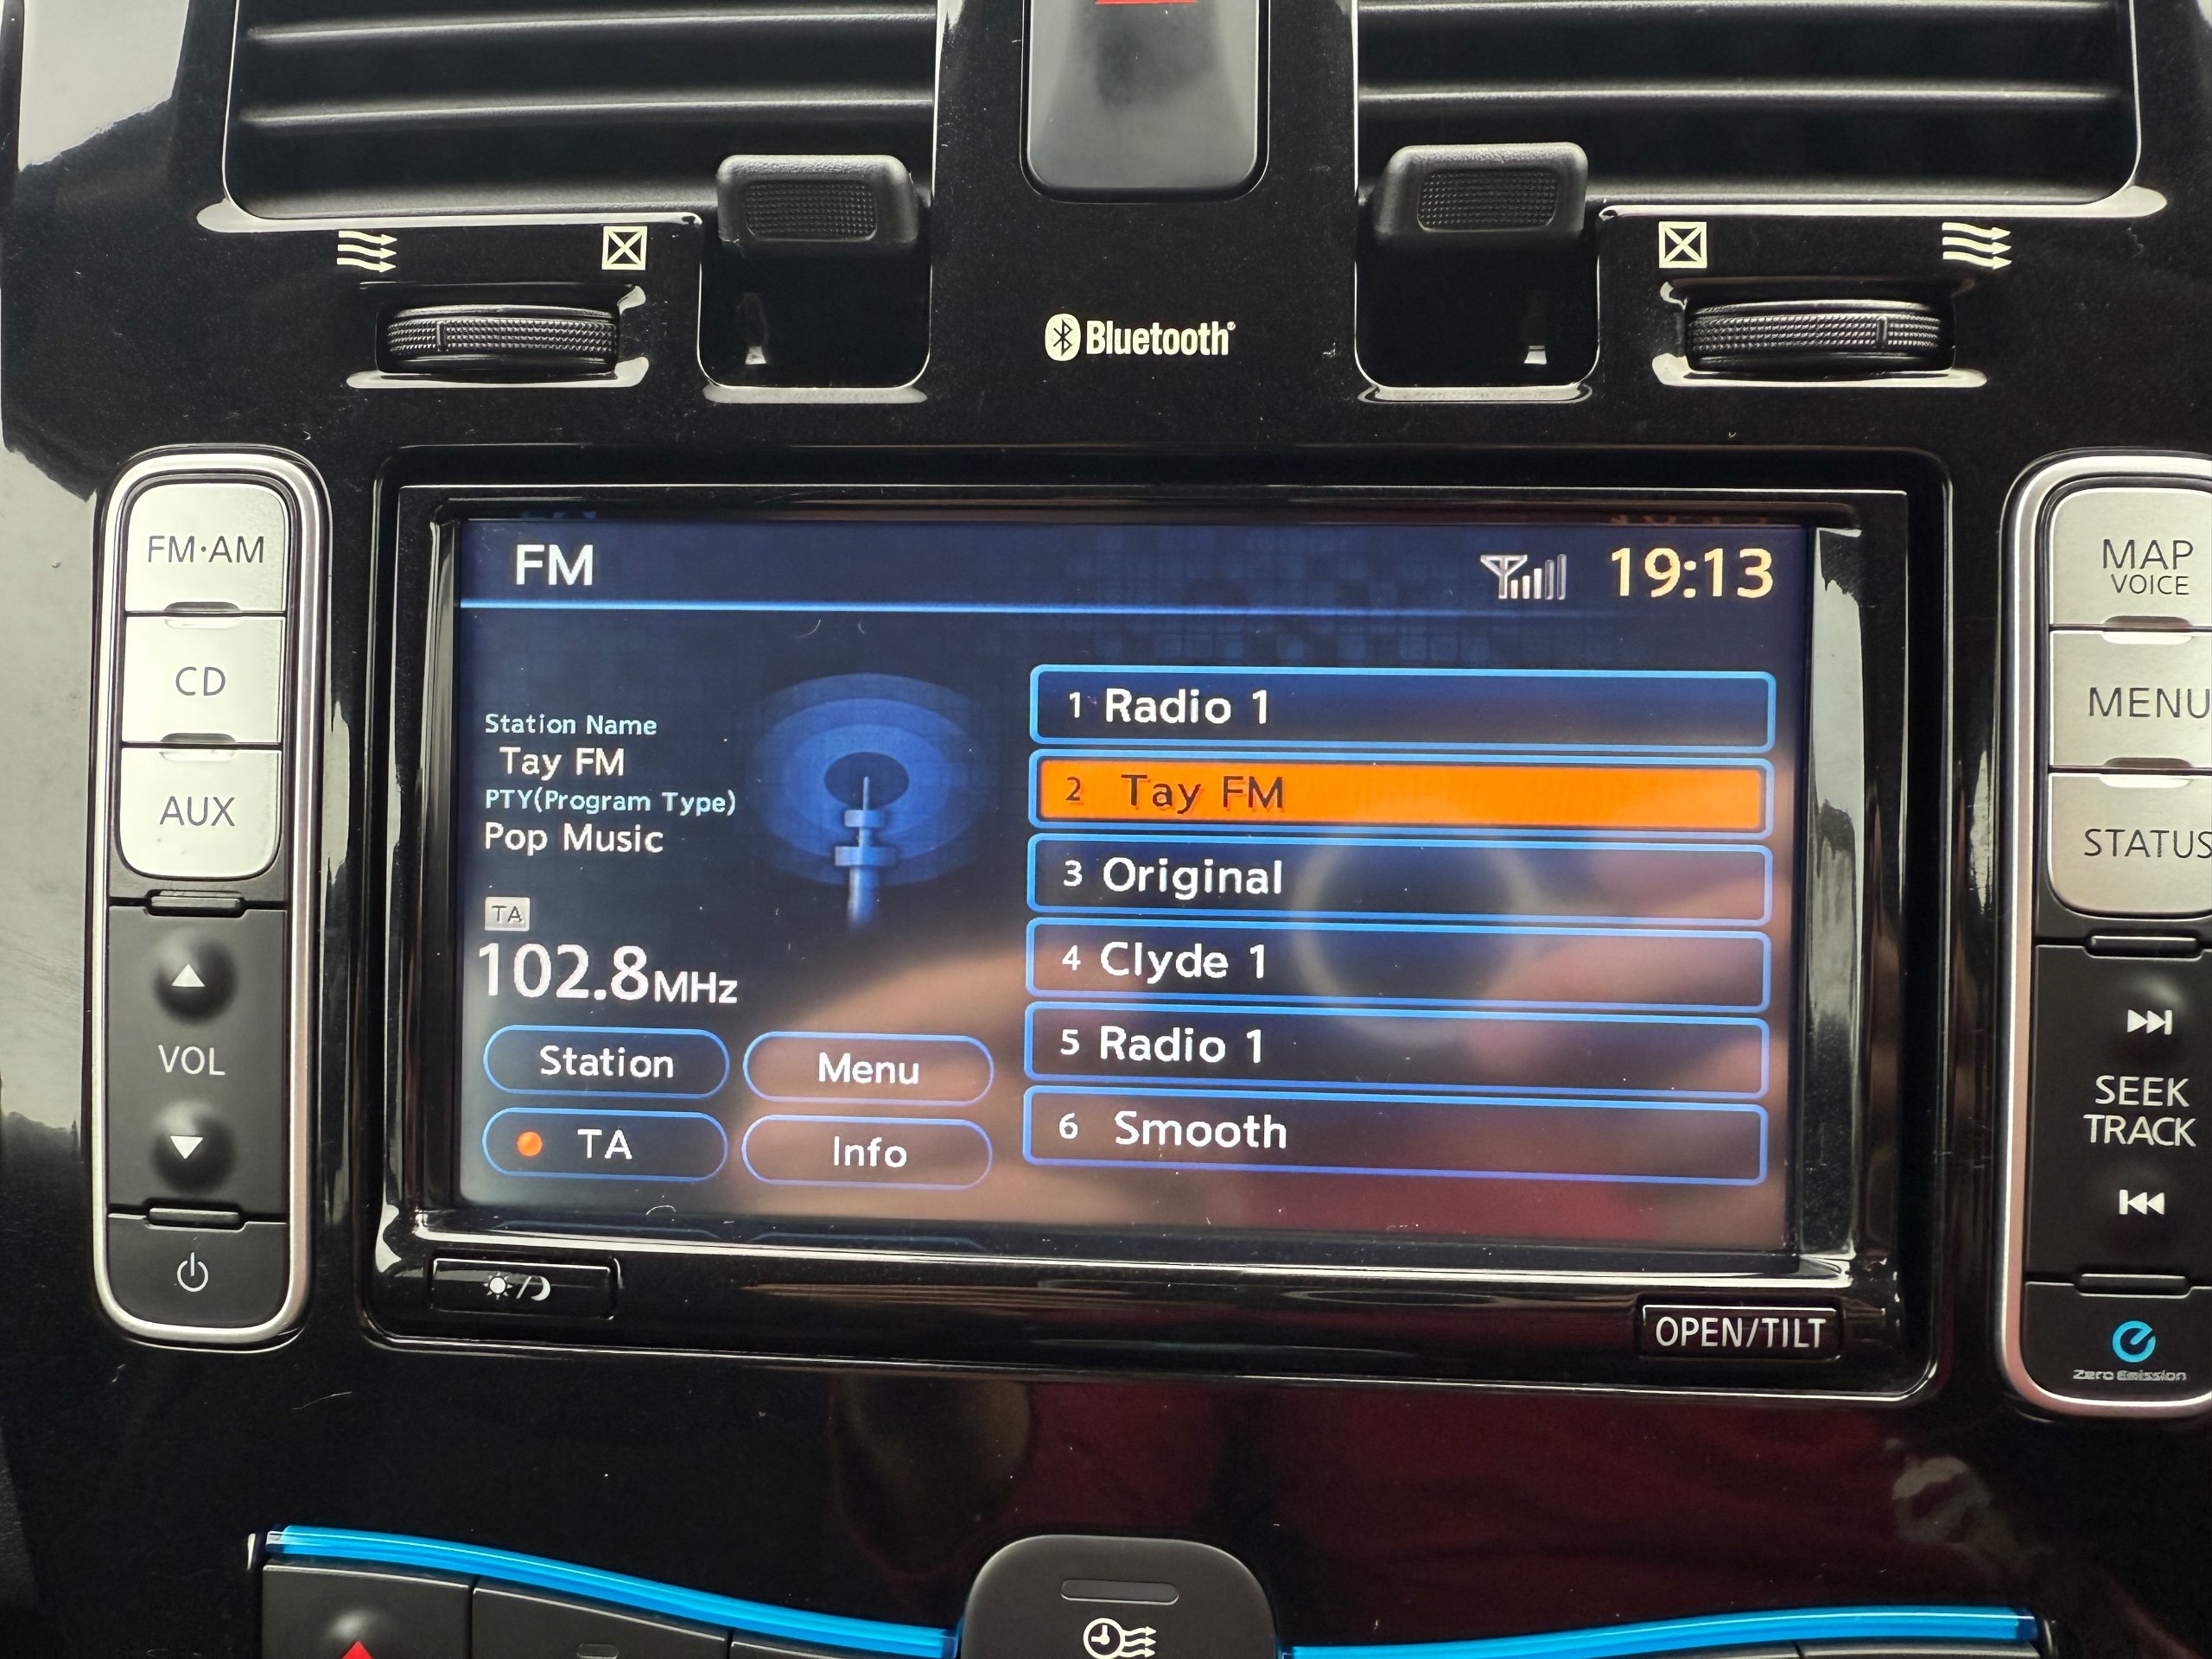 Bluetooth
FM·AM
CD
AUX
VOL
FM
19:13
Station Name
Tay FM
PTY(Program Type)
Pop Music
TA
102.8MHz
Station
Menu
TA
Info
1 Radio 1
2 Tay FM
3 Original
4 Clyde 1
5 Radio 1
6 Smooth
OPEN/TILT
MAP
VOICE
MENU
STATUS
SEEK
TRACK
Zero Emission